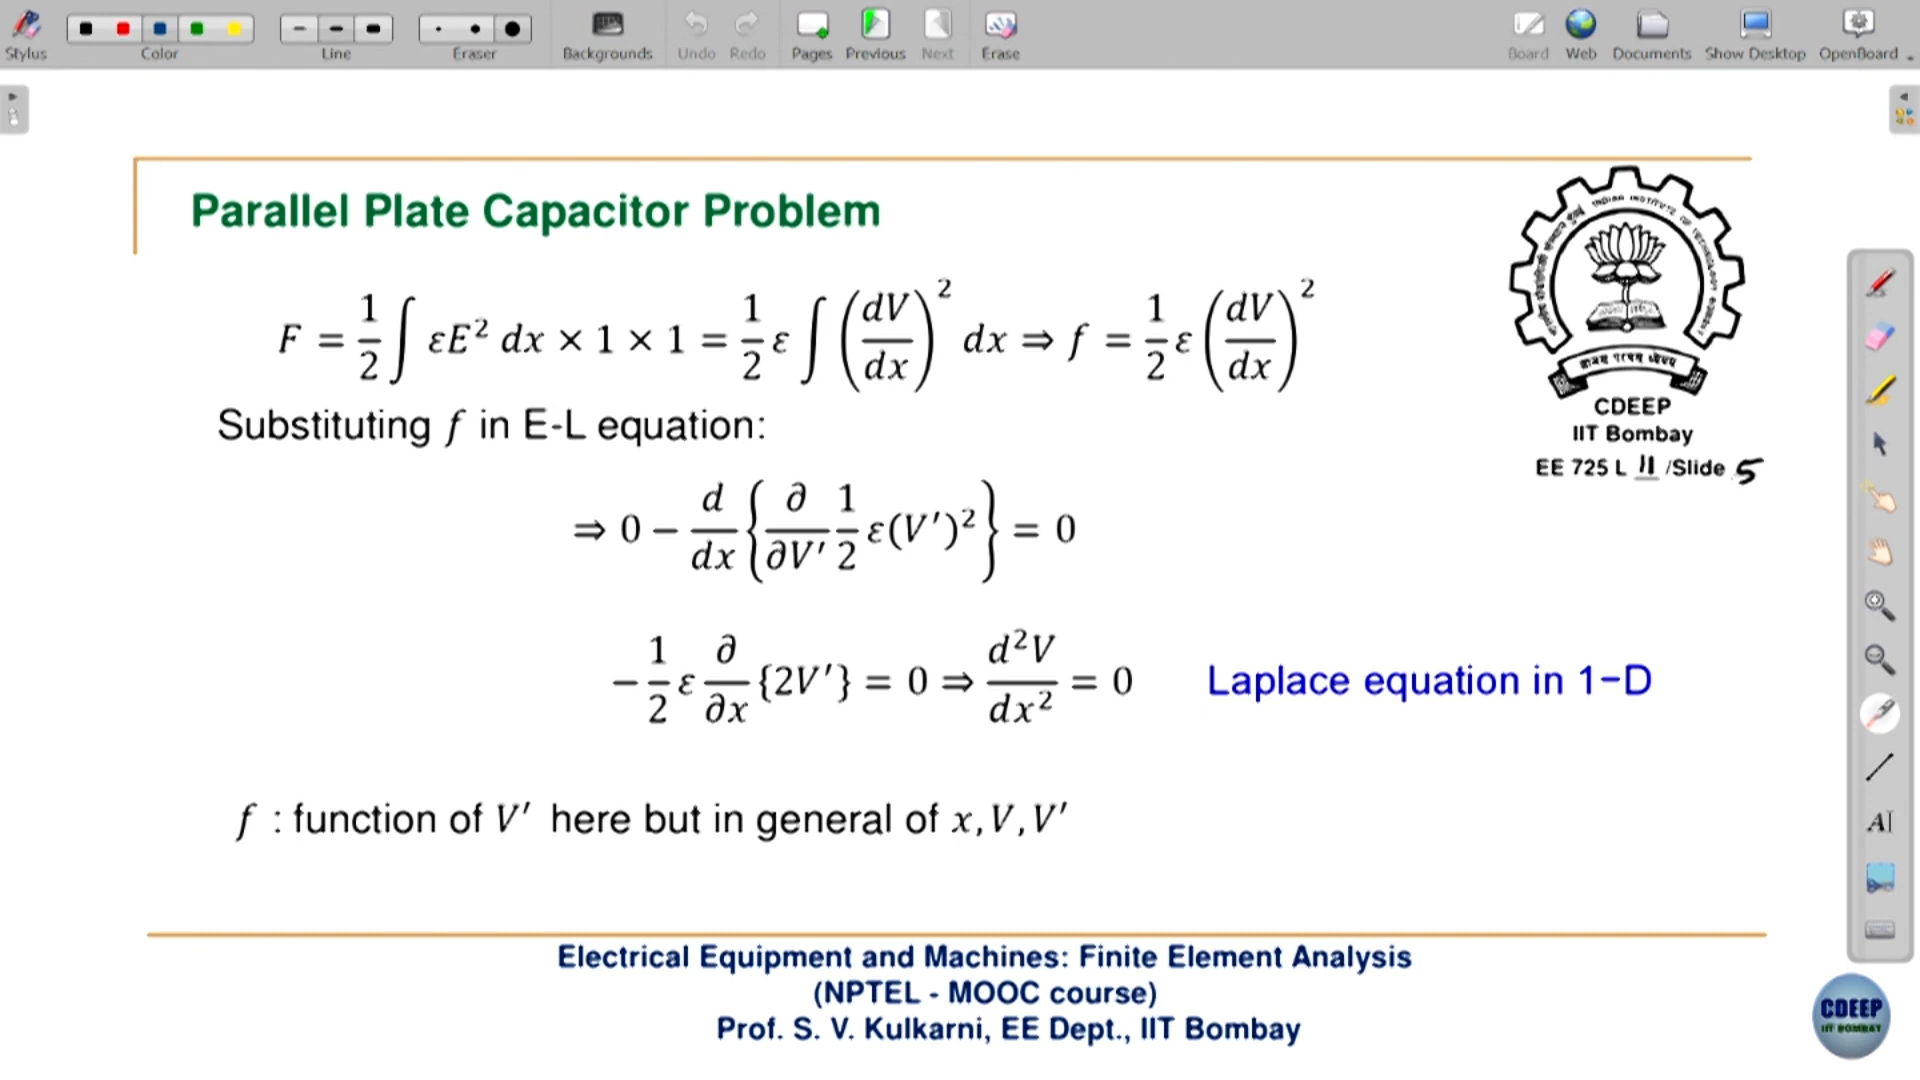 Stylus
Color
Line
Eraser
Backgrounds
Undo
Redo
Pages
Previous
Next
Erase
Board
Web
Documents
Show Desktop
OpenBoard
Parallel Plate Capacitor Problem
F = 1/2 ∫ εE² dx × 1 × 1 = 1/2 ε ∫ (dV/dx)² dx ⇒ f = 1/2 ε (dV/dx)²
Substituting f in E-L equation:
⇒ 0 − d/dx {∂/∂V′ 1/2 ε(V′)²} = 0
− 1/2 ε ∂/∂x {2V′} = 0 ⇒ d²V/dx² = 0 Laplace equation in 1−D
f : function of V′ here but in general of x, V, V′
CDEEP
IIT Bombay
EE 725 L 11 /Slide 5
Electrical Equipment and Machines: Finite Element Analysis
(NPTEL - MOOC course)
Prof. S. V. Kulkarni, EE Dept., IIT Bombay
CDEEP
IIT BOMBAY